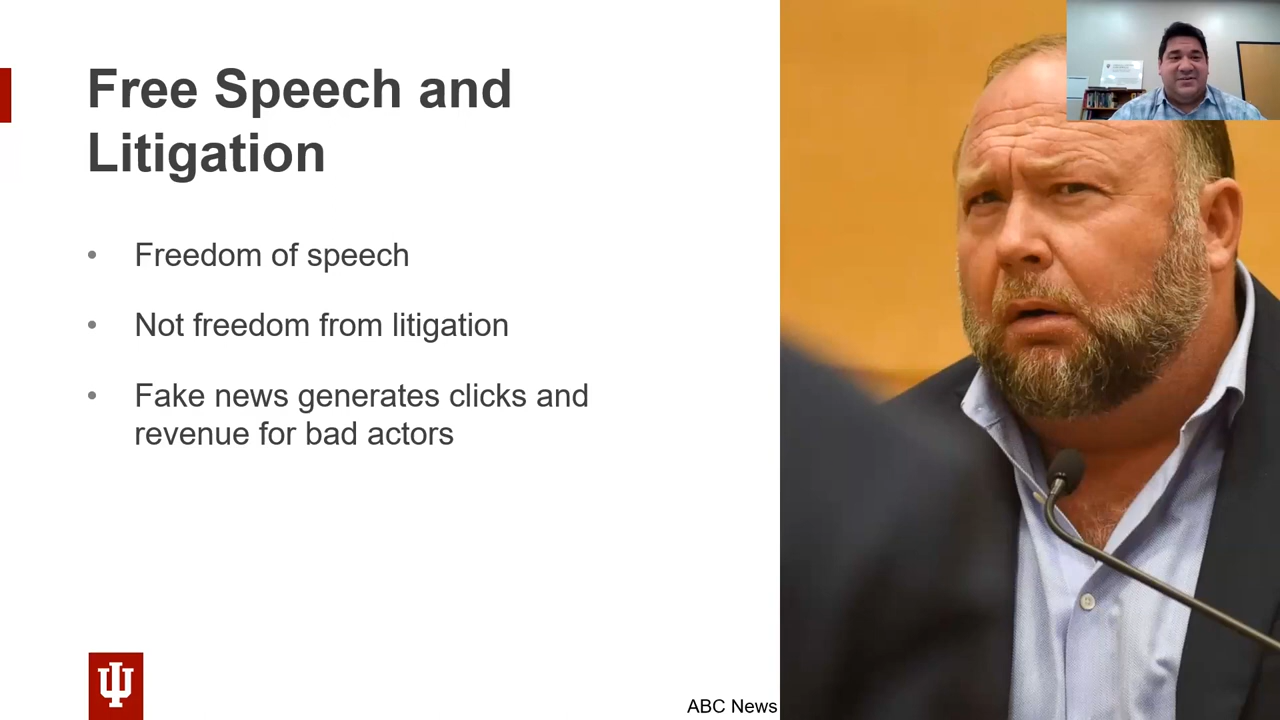 Free Speech and
Litigation
• Freedom of speech
• Not freedom from litigation
• Fake news generates clicks and
revenue for bad actors
ABC News